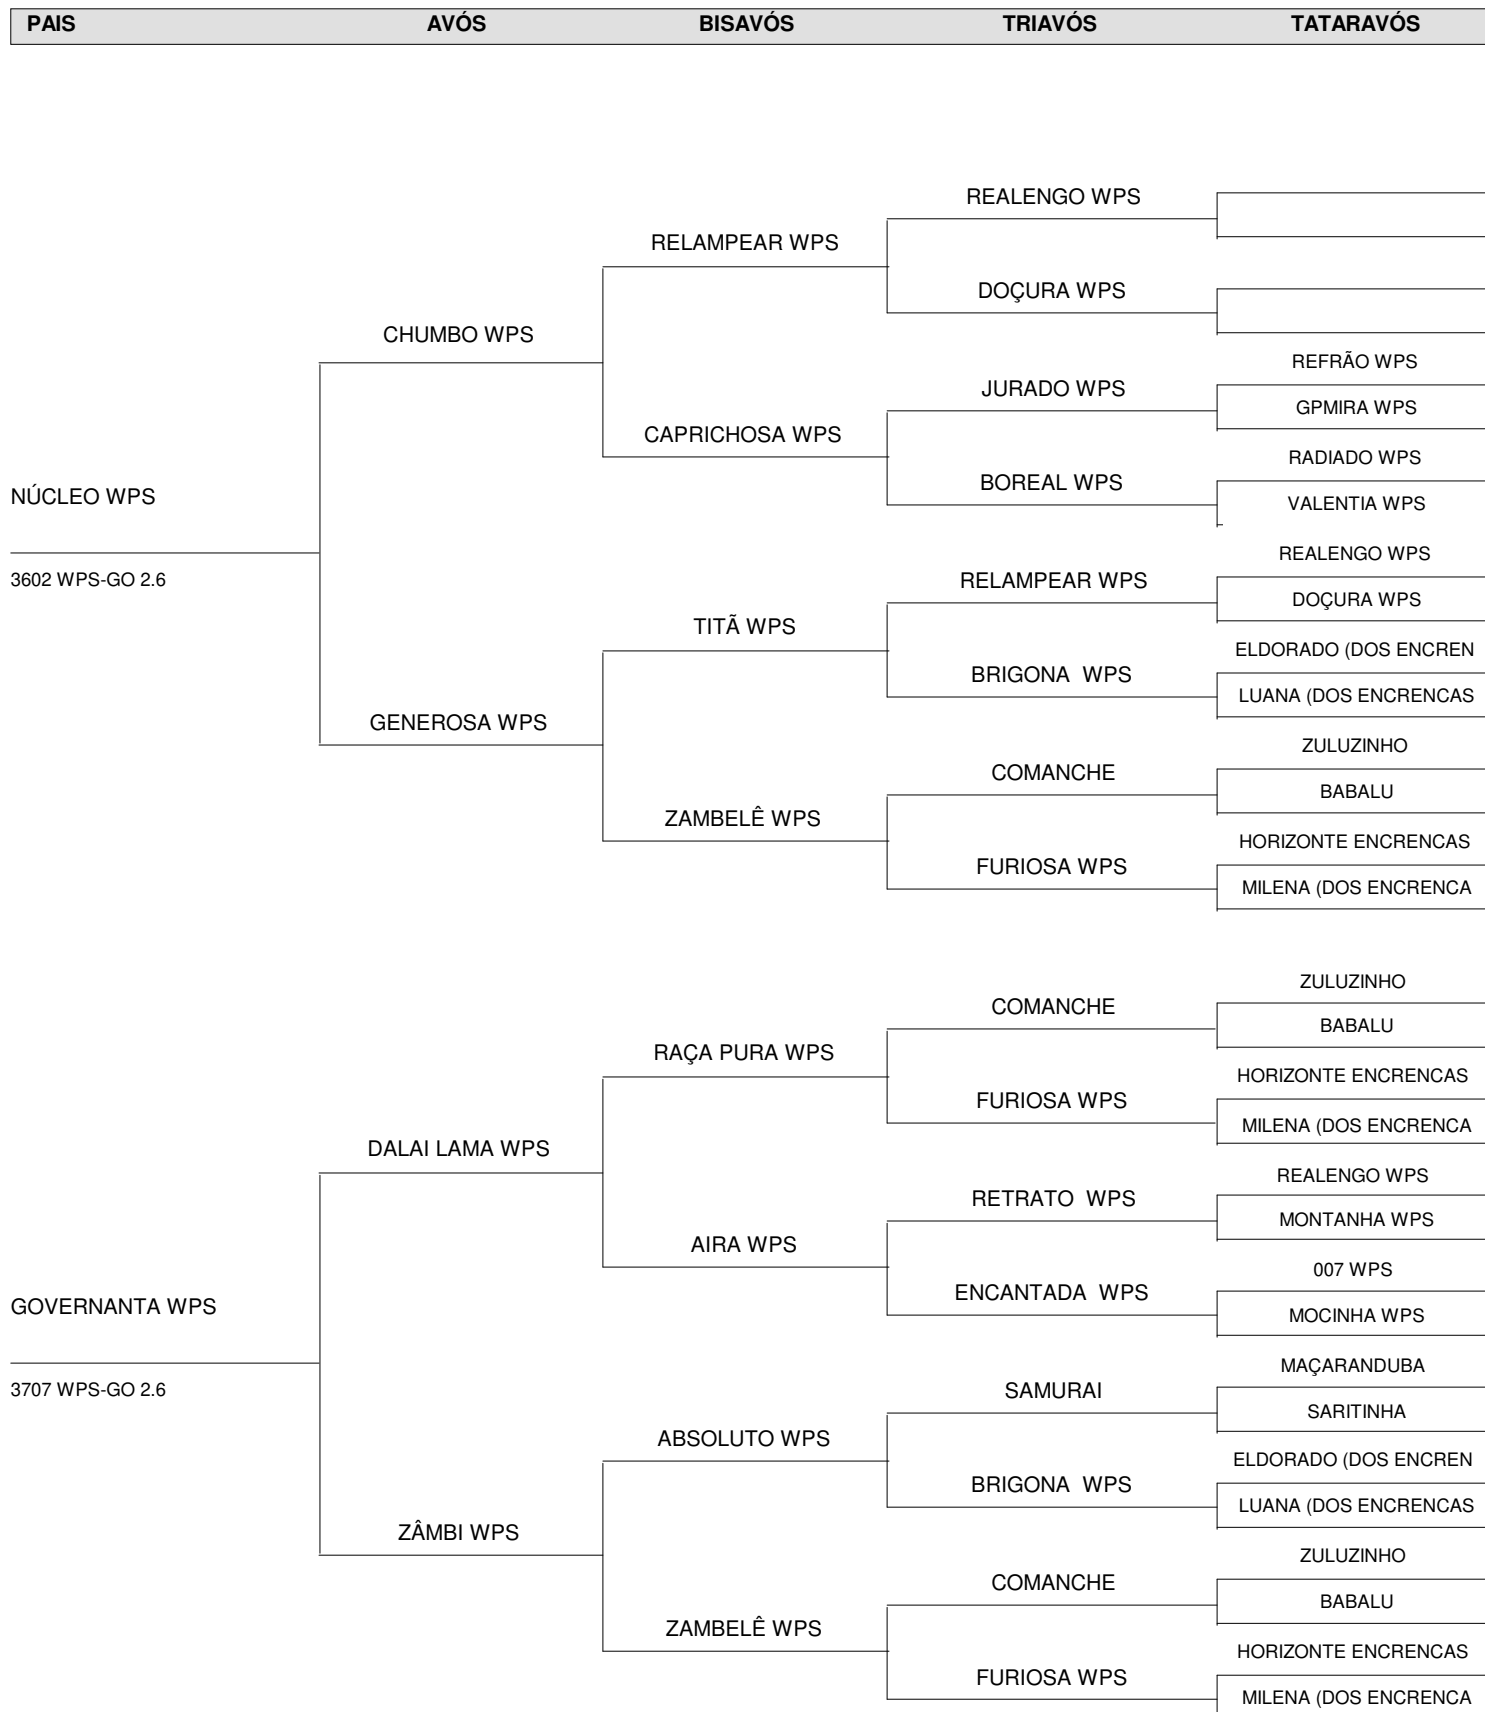 PAIS AVÓS BISAVÓS TRIAVÓS TATARAVÓS
REALENGO WPS
RELAMPEAR WPS
DOÇURA WPS
CHUMBO WPS
REFRÃO WPS
JURADO WPS
GPMIRA WPS
CAPRICHOSA WPS
RADIADO WPS
BOREAL WPS
NÚCLEO WPS
VALENTIA WPS
REALENGO WPS
3602 WPS-GO 2.6
RELAMPEAR WPS
DOÇURA WPS
TITÃ WPS
ELDORADO (DOS ENCREN
BRIGONA WPS
LUANA (DOS ENCRENCAS
GENEROSA WPS
ZULUZINHO
COMANCHE
BABALU
ZAMBELÊ WPS
HORIZONTE ENCRENCAS
FURIOSA WPS
MILENA (DOS ENCRENCA
ZULUZINHO
COMANCHE
BABALU
RAÇA PURA WPS
HORIZONTE ENCRENCAS
FURIOSA WPS
MILENA (DOS ENCRENCA
DALAI LAMA WPS
REALENGO WPS
RETRATO WPS
MONTANHA WPS
AIRA WPS
007 WPS
ENCANTADA WPS
GOVERNANTA WPS
MOCINHA WPS
MAÇARANDUBA
3707 WPS-GO 2.6
SAMURAI
SARITINHA
ABSOLUTO WPS
ELDORADO (DOS ENCREN
BRIGONA WPS
LUANA (DOS ENCRENCAS
ZÂMBI WPS
ZULUZINHO
COMANCHE
BABALU
ZAMBELÊ WPS
HORIZONTE ENCRENCAS
FURIOSA WPS
MILENA (DOS ENCRENCA